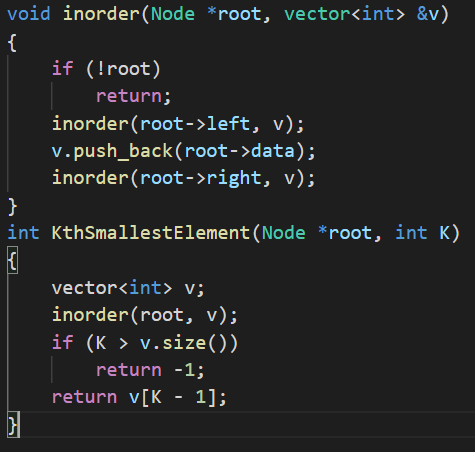 void inorder(Node *root, vector<int> &v)
{
    if (!root)
        return;
    inorder(root->left, v);
    v.push_back(root->data);
    inorder(root->right, v);
}
int KthSmallestElement(Node *root, int K)
{
    vector<int> v;
    inorder(root, v);
    if (K > v.size())
        return -1;
    return v[K - 1];
}